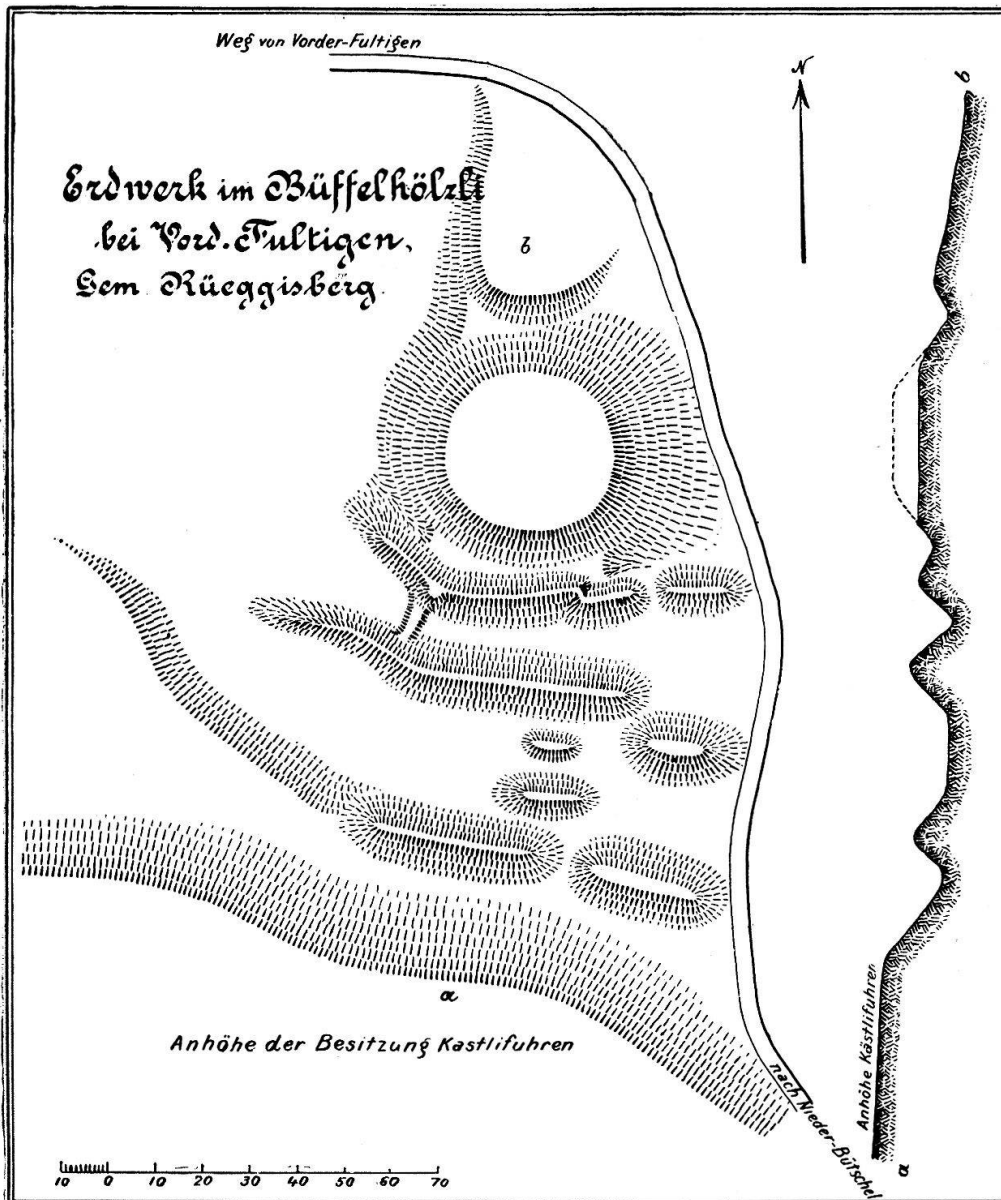 Weg von Vorder-Fultigen
N
b
Erdwerk im Büffelhölzli
bei Vord. Fultigen,
Gem. Rüeggisberg.
b
a
Anhöhe der Besitzung Kastlifuhren
nach Nieder-Bütschel
Anhöhe Kästlifuhren
a
10 0 10 20 30 40 50 60 70